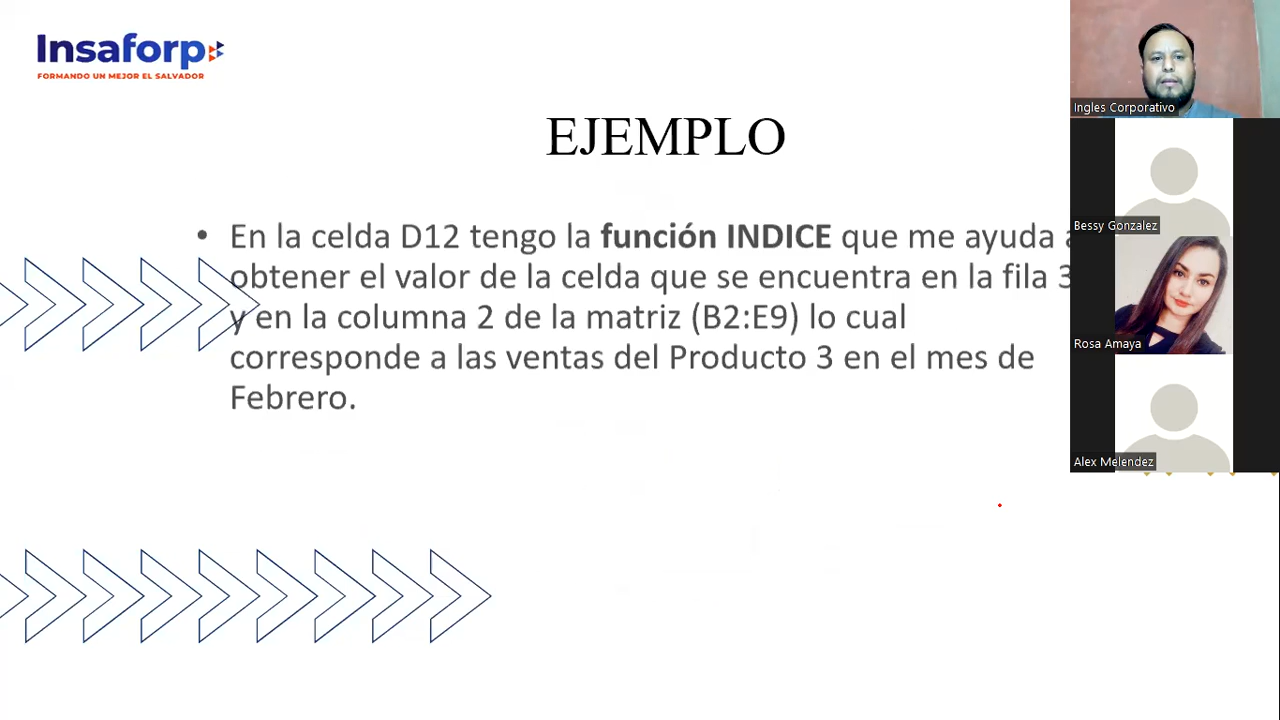 Insaforp
FORMANDO UN MEJOR EL SALVADOR
EJEMPLO
• En la celda D12 tengo la función INDICE que me ayuda a
obtener el valor de la celda que se encuentra en la fila 3
y en la columna 2 de la matriz (B2:E9) lo cual
corresponde a las ventas del Producto 3 en el mes de
Febrero.
Ingles Corporativo
Bessy Gonzalez
Rosa Amaya
Alex Melendez